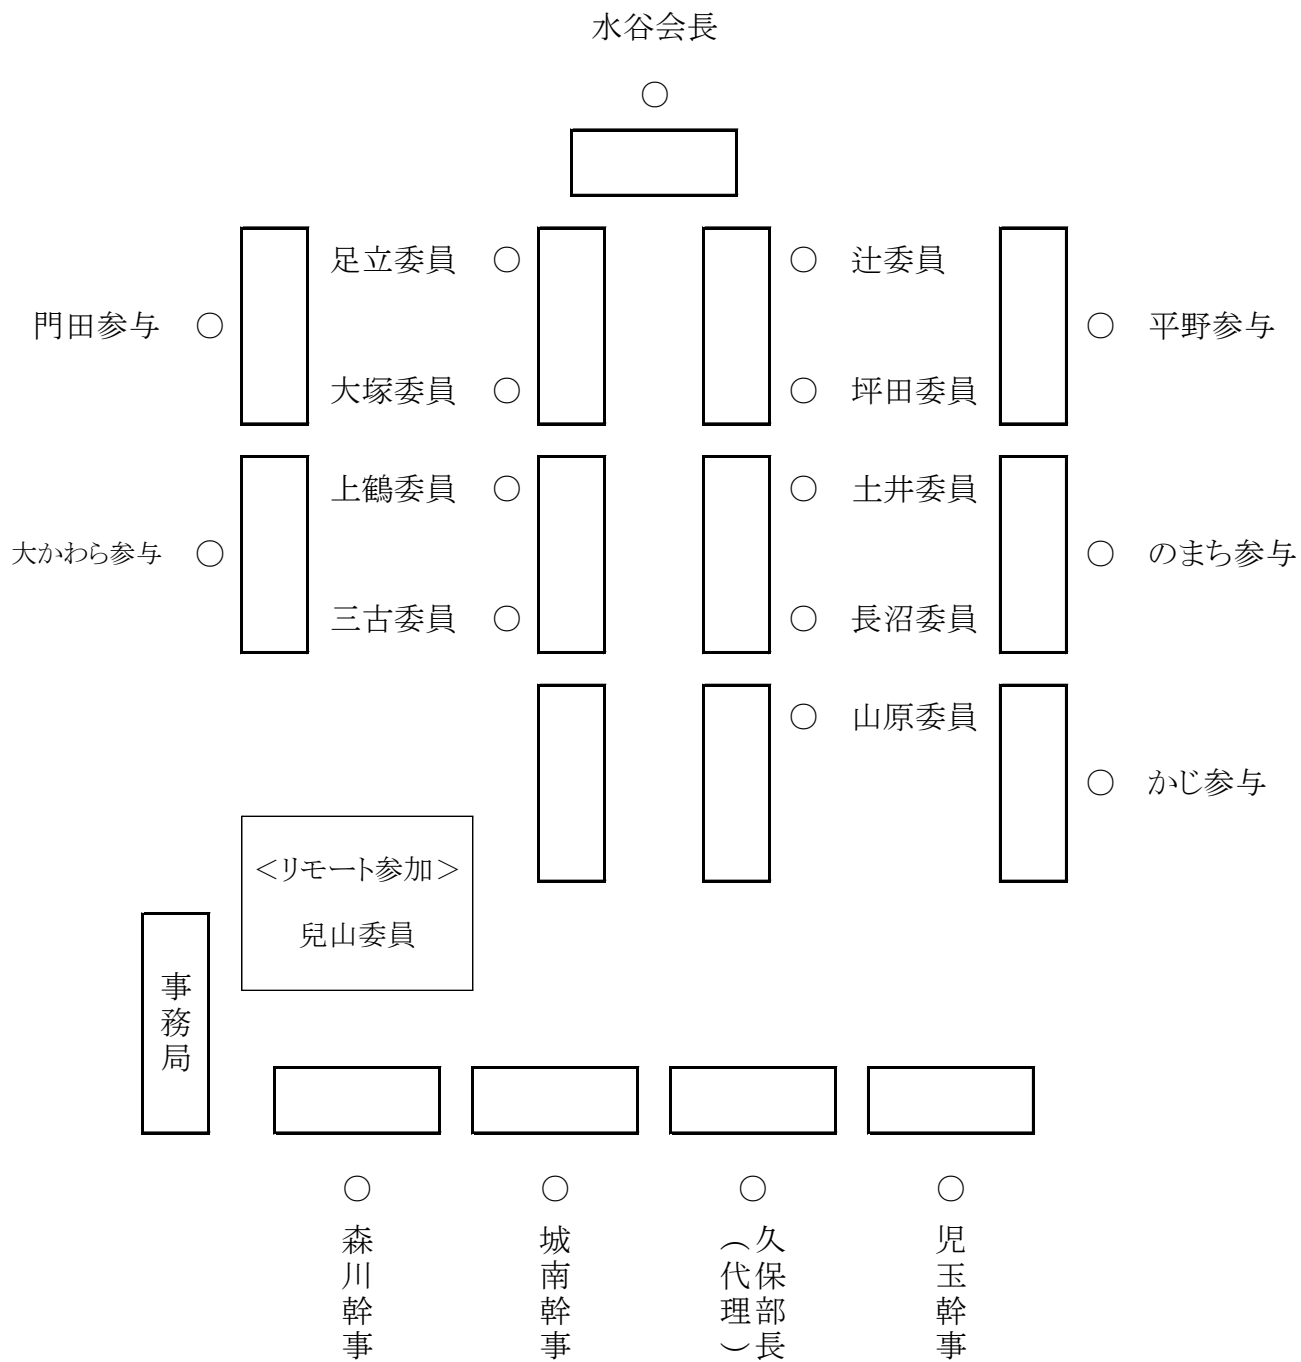 水谷会長
足立委員
辻委員
門田参与
平野参与
大塚委員
坪田委員
上鶴委員
土井委員
大かわら参与
のまち参与
三古委員
長沼委員
山原委員
かじ参与
＜リモート参加＞
兒山委員
事務局
森川幹事
城南幹事
久保部長
（代理）
児玉幹事